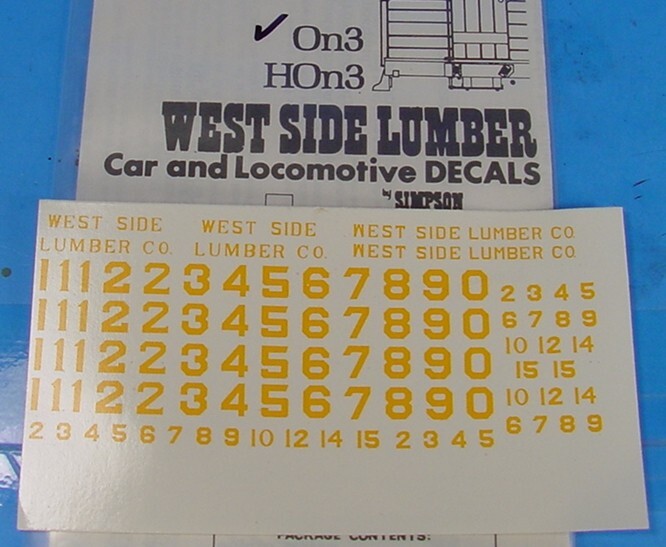 ✓ On3
HOn3
WEST SIDE LUMBER
Car and Locomotive DECALS
by SIMPSON
WEST SIDE WEST SIDE WEST SIDE LUMBER CO.
LUMBER CO. LUMBER CO. WEST SIDE LUMBER CO.
1 1 1 2 2 3 4 5 6 7 8 9 0 2 3 4 5
1 1 1 2 2 3 4 5 6 7 8 9 0 6 7 8 9
1 1 1 2 2 3 4 5 6 7 8 9 0 10 12 14
15 15
1 1 1 2 2 3 4 5 6 7 8 9 0 10 12 14
2 3 4 5 6 7 8 9 10 12 14 15 2 3 4 5 6 7 8 9
PACKAGE CONTENTS: